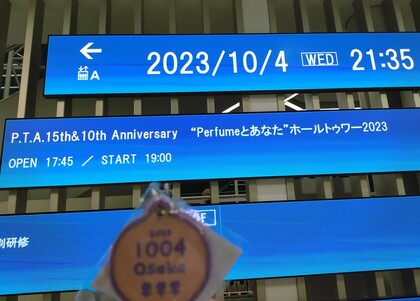 ←
A
2023/10/4 WED 21:35
P.T.A.15th&10th Anniversary “Perfumeとあなた”ホールトゥワー2023
OPEN 17:45 / START 19:00
研修
1004
Osaka